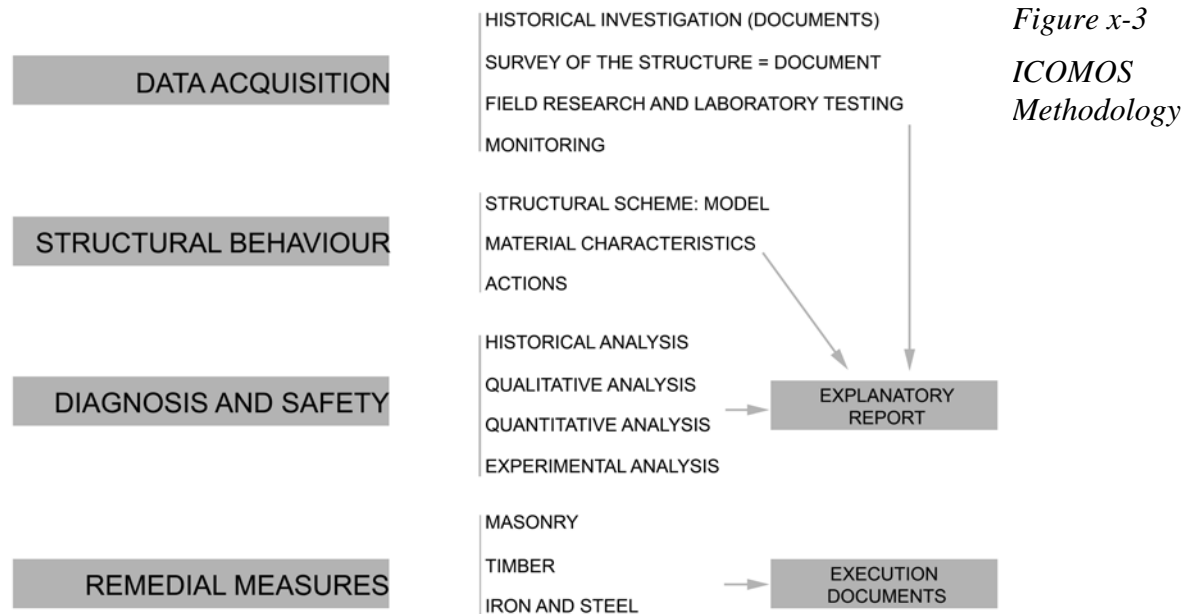 HISTORICAL INVESTIGATION (DOCUMENTS)
DATA ACQUISITION
SURVEY OF THE STRUCTURE = DOCUMENT
FIELD RESEARCH AND LABORATORY TESTING
MONITORING
STRUCTURAL SCHEME: MODEL
STRUCTURAL BEHAVIOUR
MATERIAL CHARACTERISTICS
ACTIONS
HISTORICAL ANALYSIS
DIAGNOSIS AND SAFETY
QUALITATIVE ANALYSIS
QUANTITATIVE ANALYSIS
EXPERIMENTAL ANALYSIS
EXPLANATORY
REPORT
MASONRY
REMEDIAL MEASURES
TIMBER
IRON AND STEEL
EXECUTION
DOCUMENTS
Figure x-3
ICOMOS
Methodology